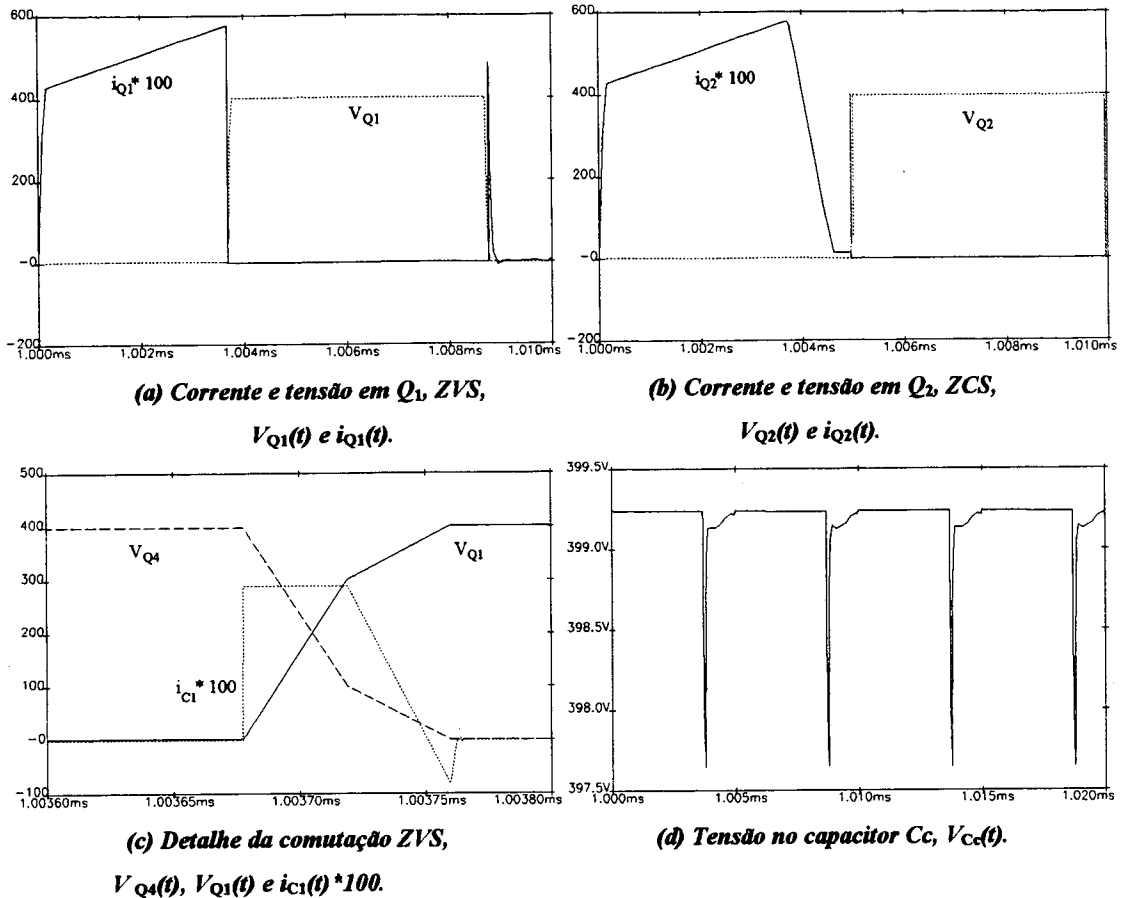 600
400
200
-0
-200
i_Q1* 100
V_Q1
1.000ms 1.002ms 1.004ms 1.006ms 1.008ms 1.010ms
(a) Corrente e tensão em Q1, ZVS,
V_Q1(t) e i_Q1(t).
600
400
200
-0
-200
i_Q2* 100
V_Q2
1.000ms 1.002ms 1.004ms 1.006ms 1.008ms 1.010ms
(b) Corrente e tensão em Q2, ZCS,
V_Q2(t) e i_Q2(t).
500
400
300
200
100
-0
-100
V_Q4
V_Q1
i_C1* 100
1.00360ms 1.00365ms 1.00370ms 1.00375ms 1.00380ms
(c) Detalhe da comutação ZVS,
V_Q4(t), V_Q1(t) e i_C1(t)*100.
399.5V
399.0V
398.5V
398.0V
397.5V
1.000ms 1.005ms 1.010ms 1.015ms 1.020ms
(d) Tensão no capacitor Cc, V_Cc(t).